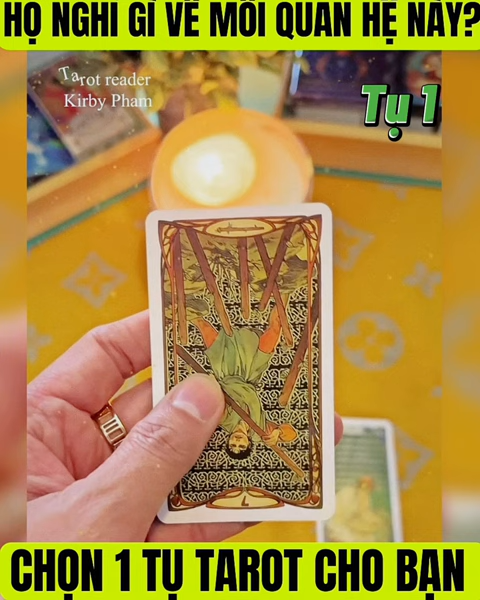 HỌ NGHĨ GÌ VỀ MỐI QUAN HỆ NÀY?
Tarot reader
Kirby Pham
Tụ 1
7
CHỌN 1 TỤ TAROT CHO BẠN